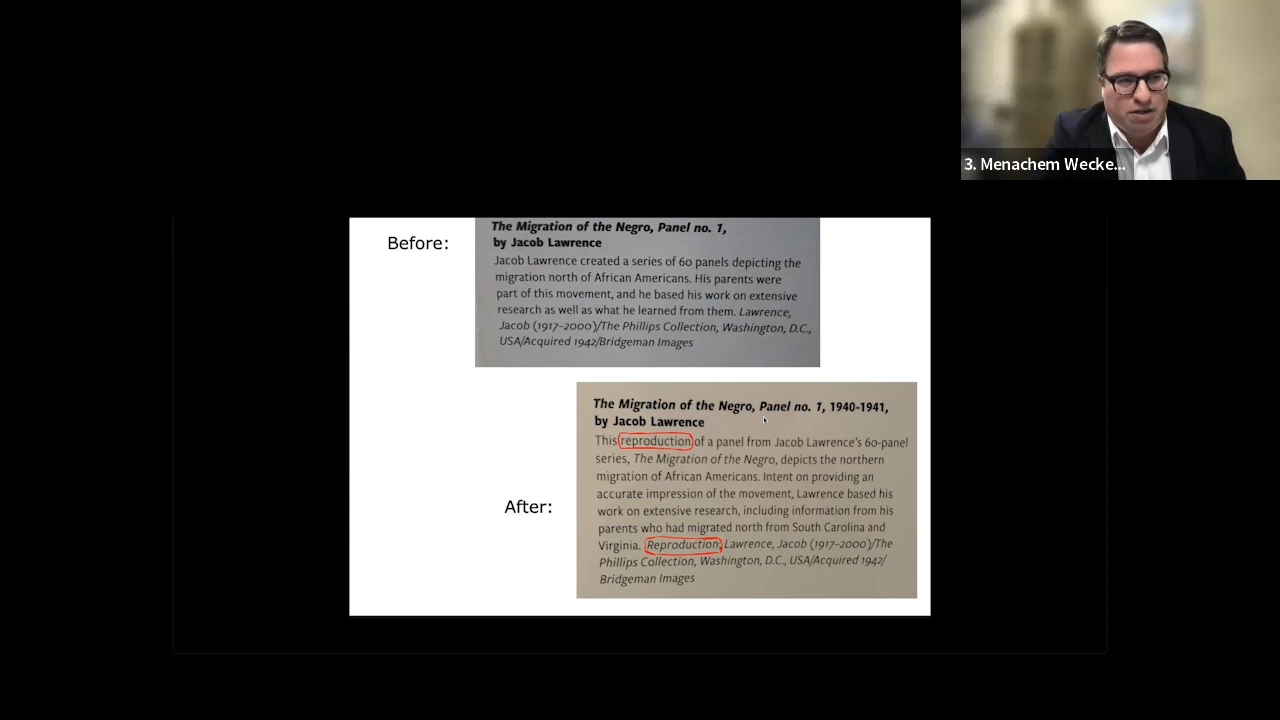 3. Menachem Wecke...
Before:
The Migration of the Negro, Panel no. 1,
by Jacob Lawrence
Jacob Lawrence created a series of 60 panels depicting the
migration north of African Americans. His parents were
part of this movement, and he based his work on extensive
research as well as what he learned from them. Lawrence,
Jacob (1917–2000)/The Phillips Collection, Washington, D.C.,
USA/Acquired 1942/Bridgeman Images
The Migration of the Negro, Panel no. 1, 1940-1941,
by Jacob Lawrence
This reproduction of a panel from Jacob Lawrence's 60-panel
series, The Migration of the Negro, depicts the northern
migration of African Americans. Intent on providing an
accurate impression of the movement, Lawrence based his
work on extensive research, including information from his
parents who had migrated north from South Carolina and
Virginia. Reproduction, Lawrence, Jacob (1917–2000)/The
Phillips Collection, Washington, D.C., USA/Acquired 1942/
Bridgeman Images
After: